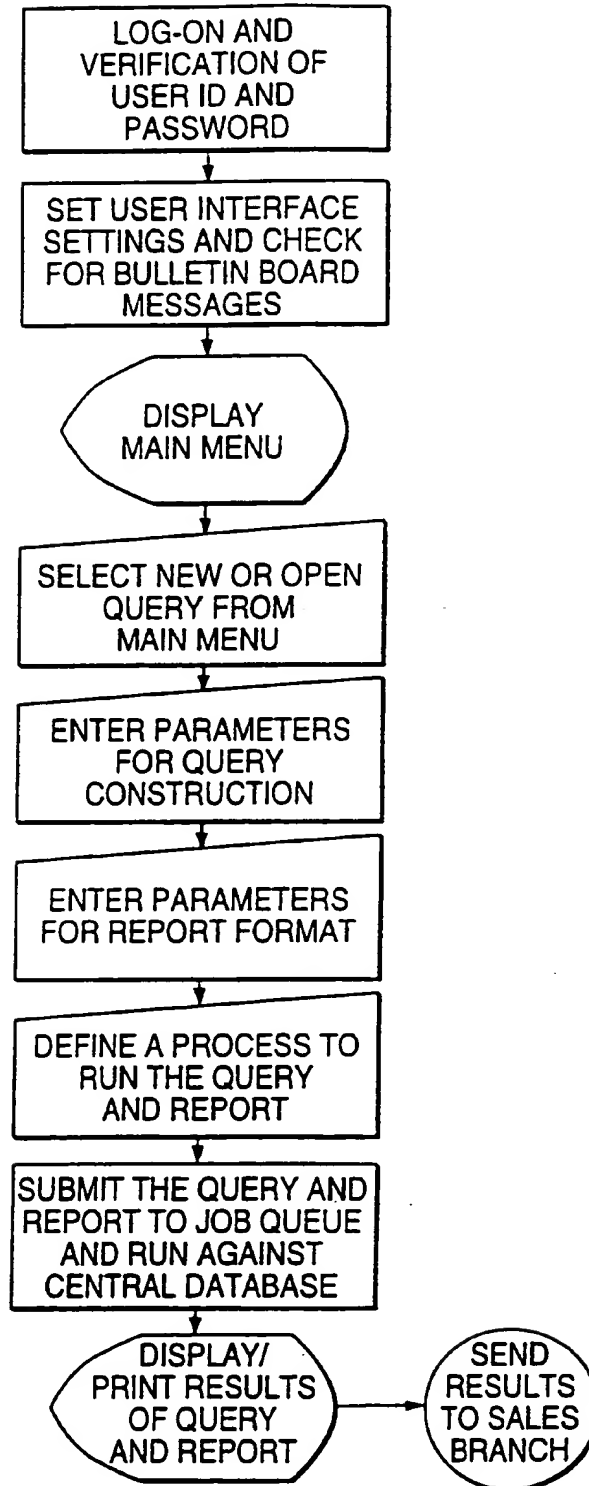 LOG-ON AND
VERIFICATION OF
USER ID AND
PASSWORD
SET USER INTERFACE
SETTINGS AND CHECK
FOR BULLETIN BOARD
MESSAGES
DISPLAY
MAIN MENU
SELECT NEW OR OPEN
QUERY FROM
MAIN MENU
ENTER PARAMETERS
FOR QUERY
CONSTRUCTION
ENTER PARAMETERS
FOR REPORT FORMAT
DEFINE A PROCESS TO
RUN THE QUERY
AND REPORT
SUBMIT THE QUERY AND
REPORT TO JOB QUEUE
AND RUN AGAINST
CENTRAL DATABASE
DISPLAY/
PRINT RESULTS
OF QUERY
AND REPORT
SEND
RESULTS
TO SALES
BRANCH